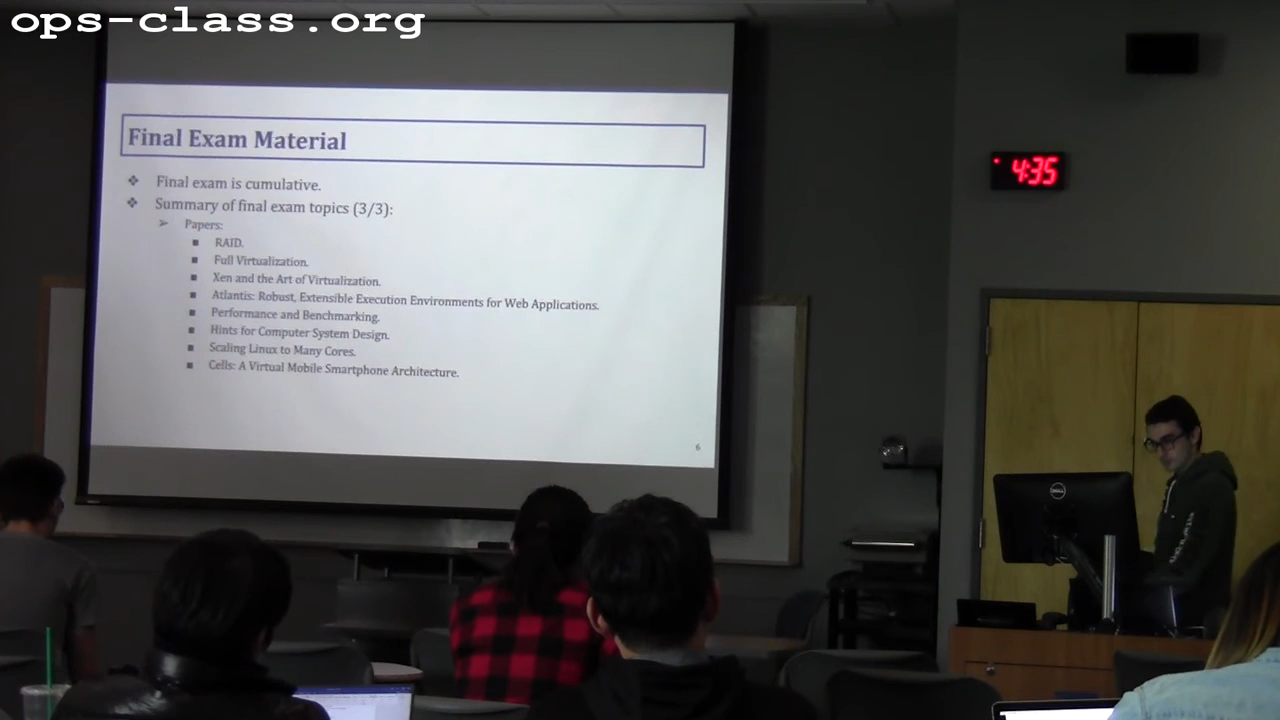 ops-class.org
Final Exam Material
Final exam is cumulative.
Summary of final exam topics (3/3):
Papers:
RAID.
Full Virtualization.
Xen and the Art of Virtualization.
Atlantis: Robust, Extensible Execution Environments for Web Applications.
Performance and Benchmarking.
Hints for Computer System Design.
Scaling Linux to Many Cores.
Cells: A Virtual Mobile Smartphone Architecture.
6
4:35
DELL